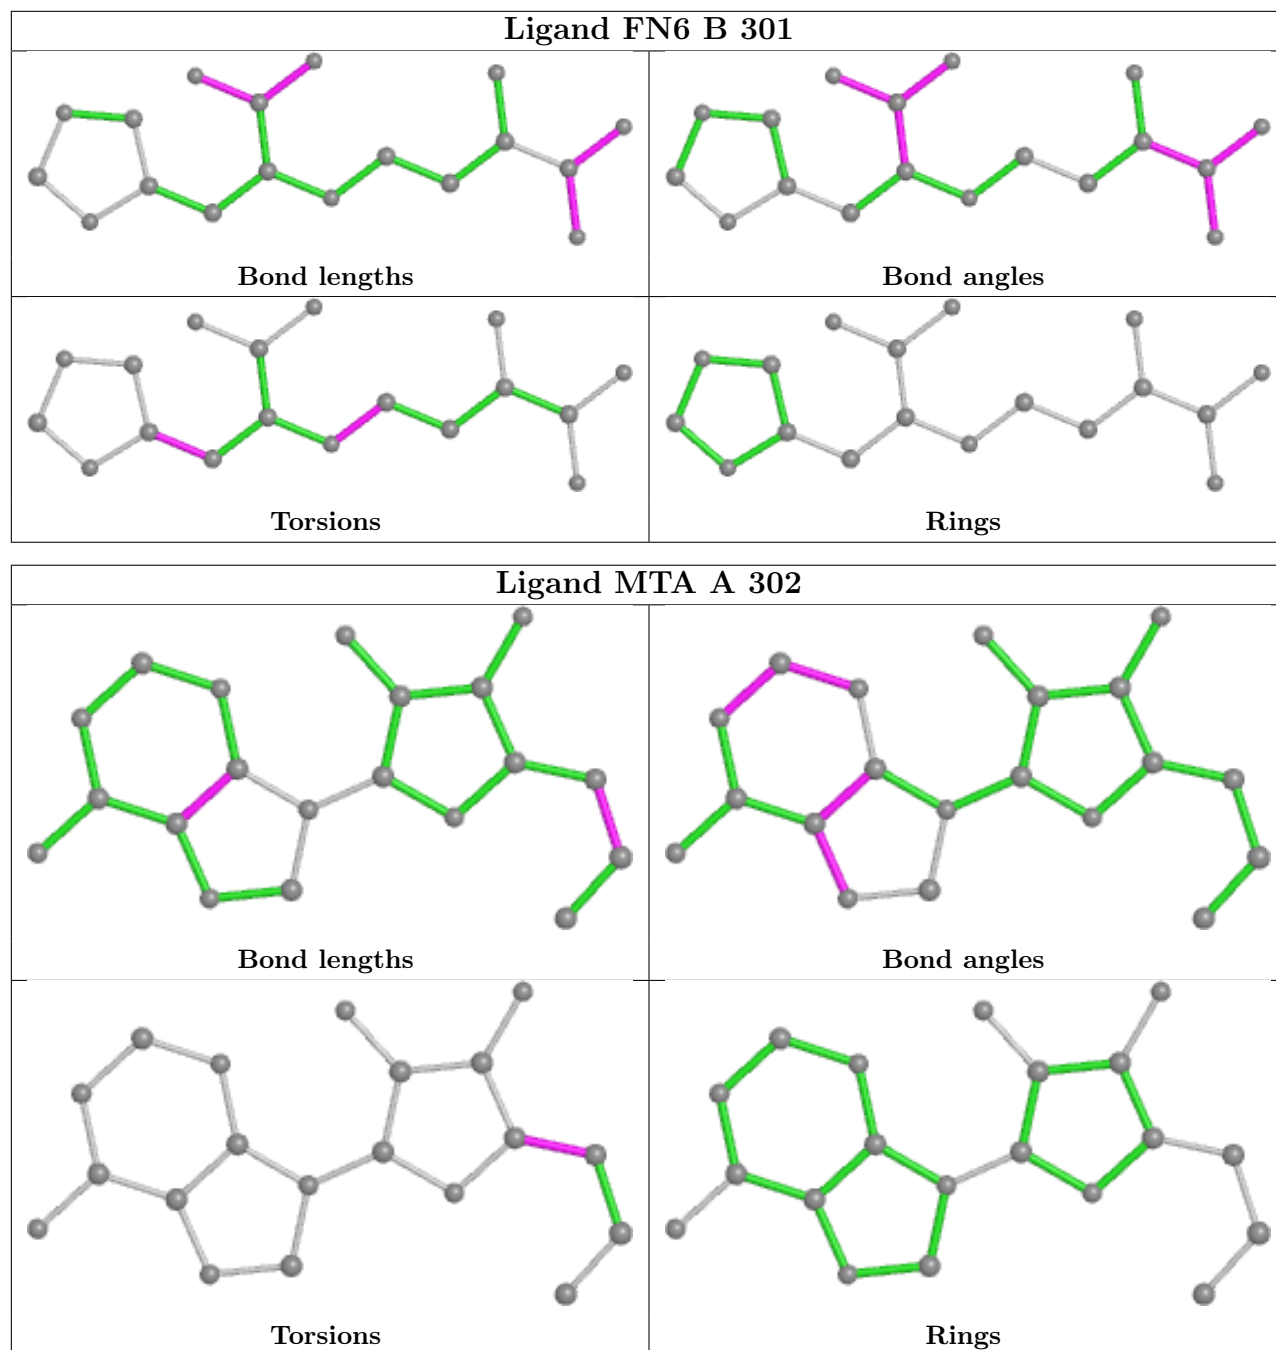 Ligand FN6 B 301
Bond lengths
Bond angles
Torsions
Rings
Ligand MTA A 302
Bond lengths
Bond angles
Torsions
Rings